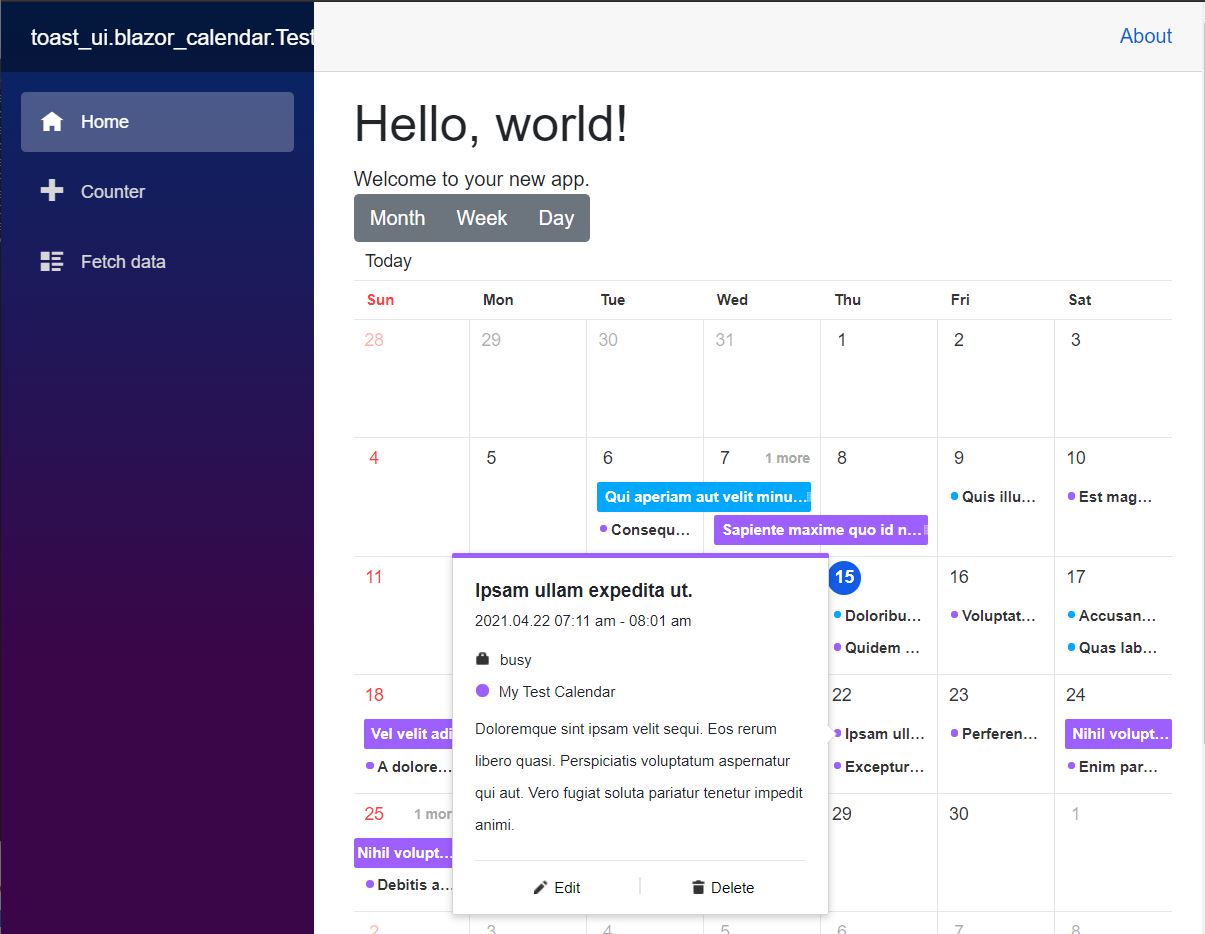 toast_ui.blazor_calendar.Test
About
Home
Counter
Fetch data
Hello, world!
Welcome to your new app.
Month Week Day
Today
Sun Mon Tue Wed Thu Fri Sat
28 29 30 31 1 2 3
4 5 6 7 1 more 8 9 10
Qui aperiam aut velit minu... Quis illu... Est mag...
Consequ... Sapiente maxime quo id n...
11 15 16 17
Doloribu... Voluptat... Accusan...
Quidem ... Quas lab...
18 22 23 24
Vel velit adi Ipsam ull... Perferen... Nihil volupt...
A dolore... Exceptur... Enim par...
25 1 mor 29 30 1
Nihil volupt...
Debitis a...
2 3 4 5 6 7 8
Ipsam ullam expedita ut.
2021.04.22 07:11 am - 08:01 am
busy
My Test Calendar
Doloremque sint ipsam velit sequi. Eos rerum
libero quasi. Perspiciatis voluptatum aspernatur
qui aut. Vero fugiat soluta pariatur tenetur impedit
animi.
Edit Delete